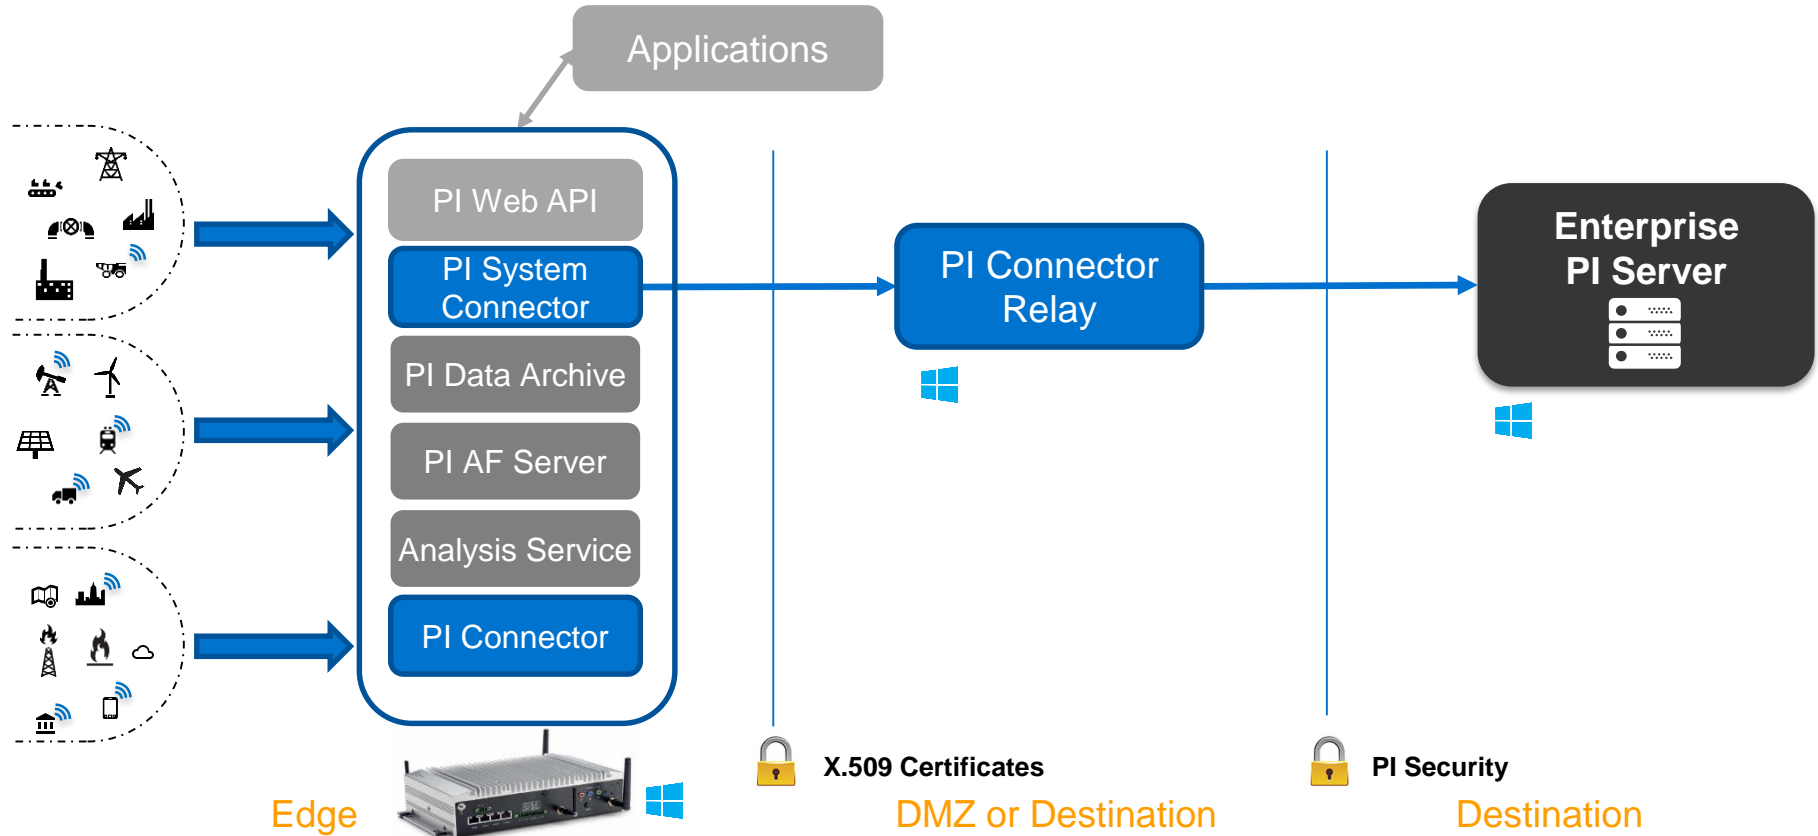 Applications
PI Web API
PI System
Connector
PI Data Archive
PI AF Server
Analysis Service
PI Connector
PI Connector
Relay
Enterprise
PI Server
X.509 Certificates
PI Security
Edge
DMZ or Destination
Destination